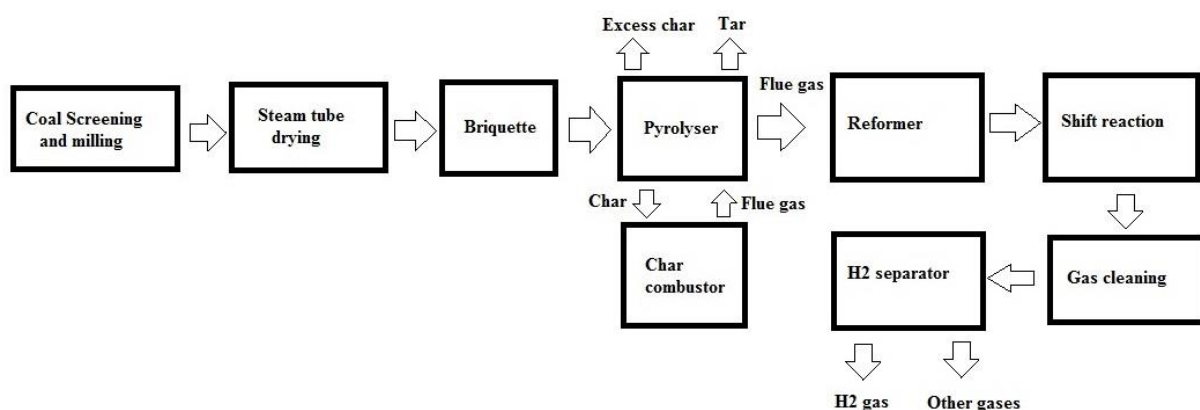 Excess char
Tar
Coal Screening
and milling
Steam tube
drying
Briquette
Pyrolyser
Flue gas
Reformer
Shift reaction
Char
Flue gas
Char
combustor
H2 separator
Gas cleaning
H2 gas
Other gases